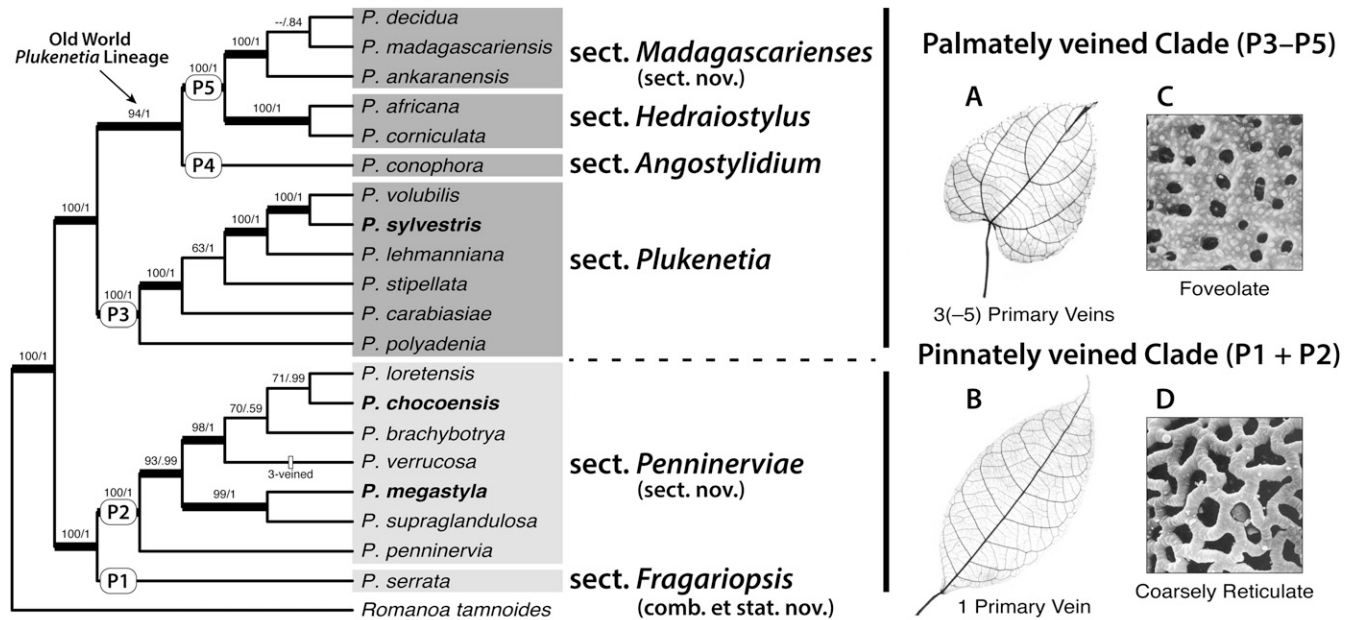 Old World
Plukenetia Lineage
94/1
100/1
P5
100/1
--/.84
100/1
P4
100/1
100/1
P3
100/1
63/1
100/1
100/1
100/1
100/1
P2
93/.99
98/1
70/.59
71/.99
3-veined
99/1
100/1
P1
P. decidua
P. madagascariensis
P. ankaranensis
P. africana
P. corniculata
P. conophora
P. volubilis
P. sylvestris
P. lehmanniana
P. stipellata
P. carabiasiae
P. polyadenia
P. loretensis
P. chocoensis
P. brachybotrya
P. verrucosa
P. megastyla
P. supraglandulosa
P. penninervia
P. serrata
Romanoa tamnoides
sect. Madagascarienses
(sect. nov.)
sect. Hedraiostylus
sect. Angostylidium
sect. Plukenetia
sect. Penninerviae
(sect. nov.)
sect. Fragariopsis
(comb. et stat. nov.)
Palmately veined Clade (P3–P5)
A
C
3(–5) Primary Veins
Foveolate
Pinnately veined Clade (P1 + P2)
B
D
1 Primary Vein
Coarsely Reticulate